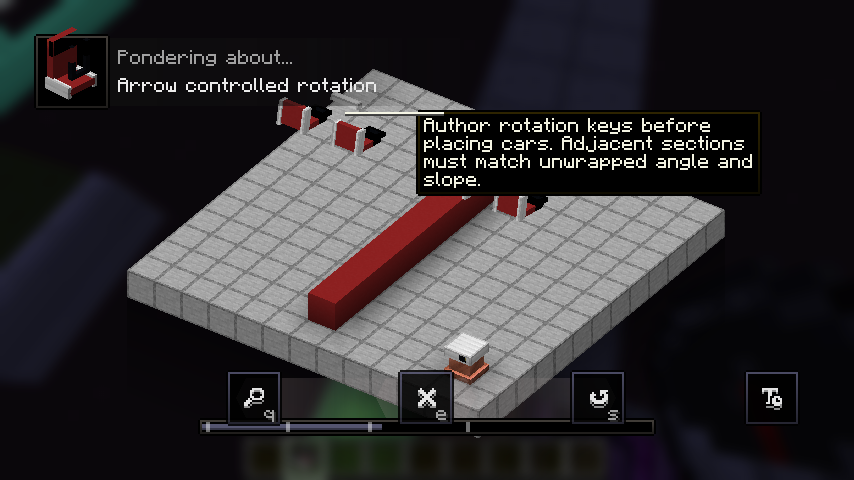 Pondering about...
Arrow controlled rotation
Author rotation keys before
placing cars. Adjacent sections
must match unwrapped angle and
slope.
q
e
s
T